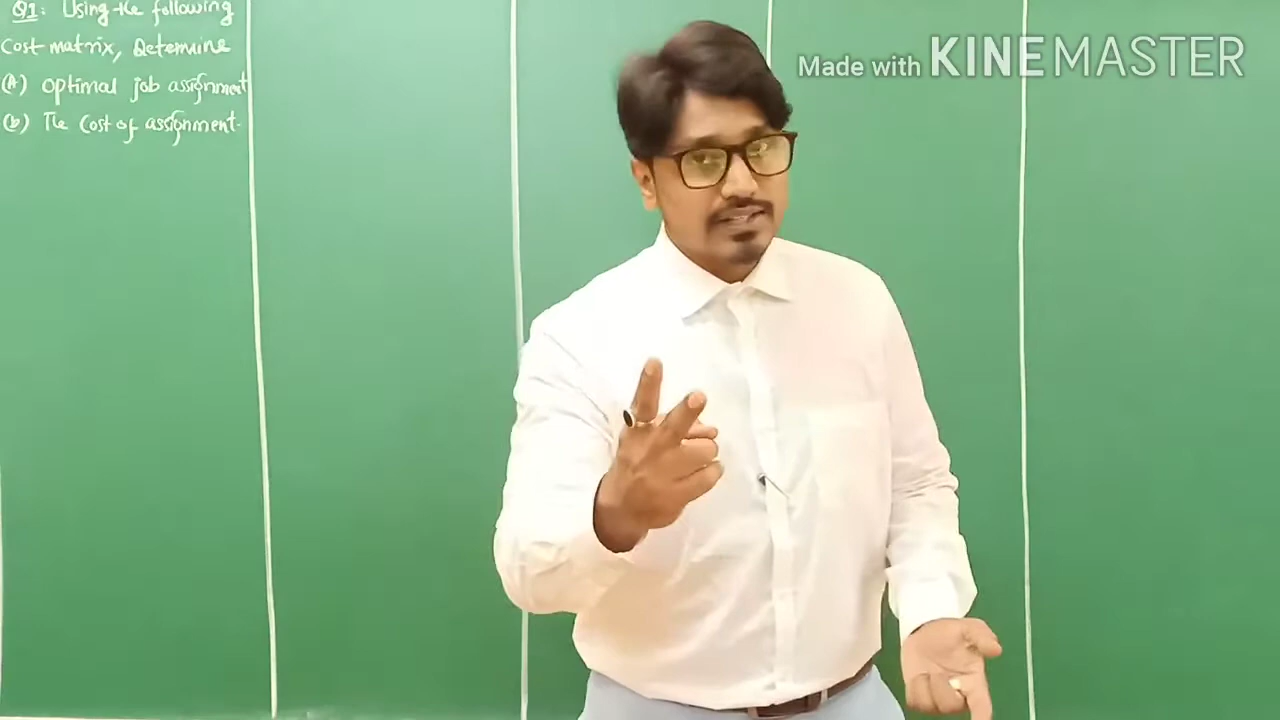 Q1: Using the following
Cost matrix, Determine
(A) optimal job assignment
(b) The Cost of assignment.
Made with KINEMASTER